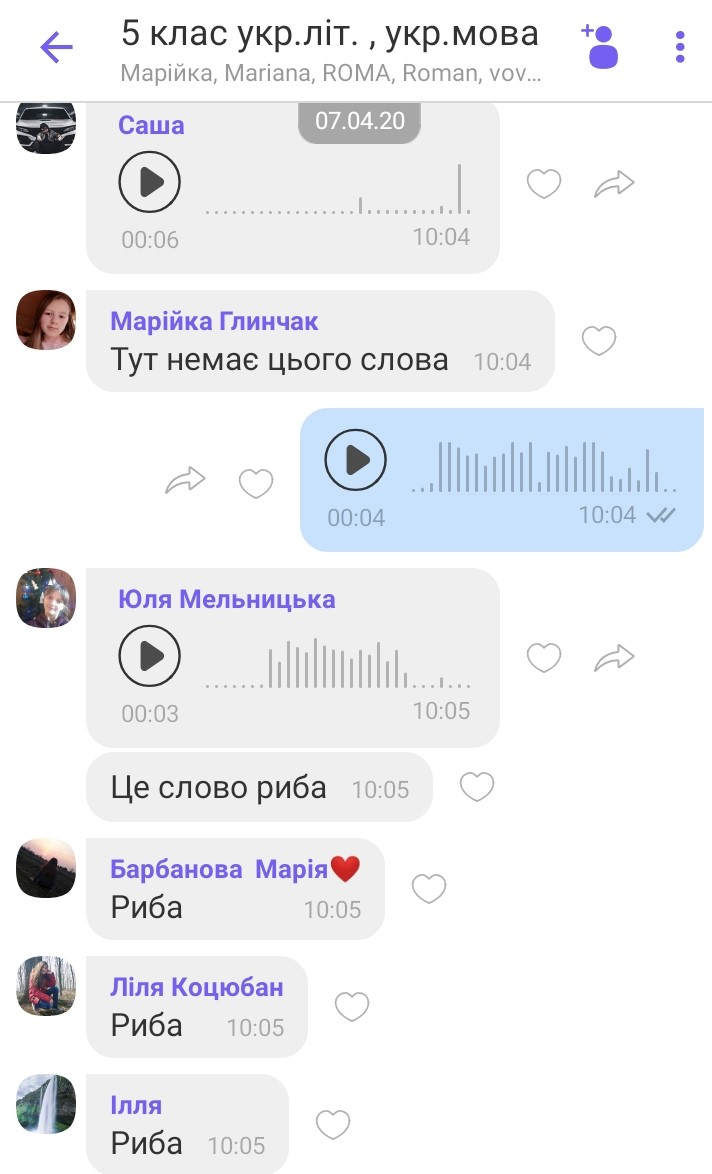 5 клас укр.літ. , укр.мова
Марійка, Mariana, ROMA, Roman, vov...
07.04.20
Саша
00:06 10:04
Марійка Глинчак
Тут немає цього слова 10:04
00:04 10:04
Юля Мельницька
00:03 10:05
Це слово риба 10:05
Барбанова Марія❤️
Риба 10:05
Ліля Коцюбан
Риба 10:05
Ілля
Риба 10:05